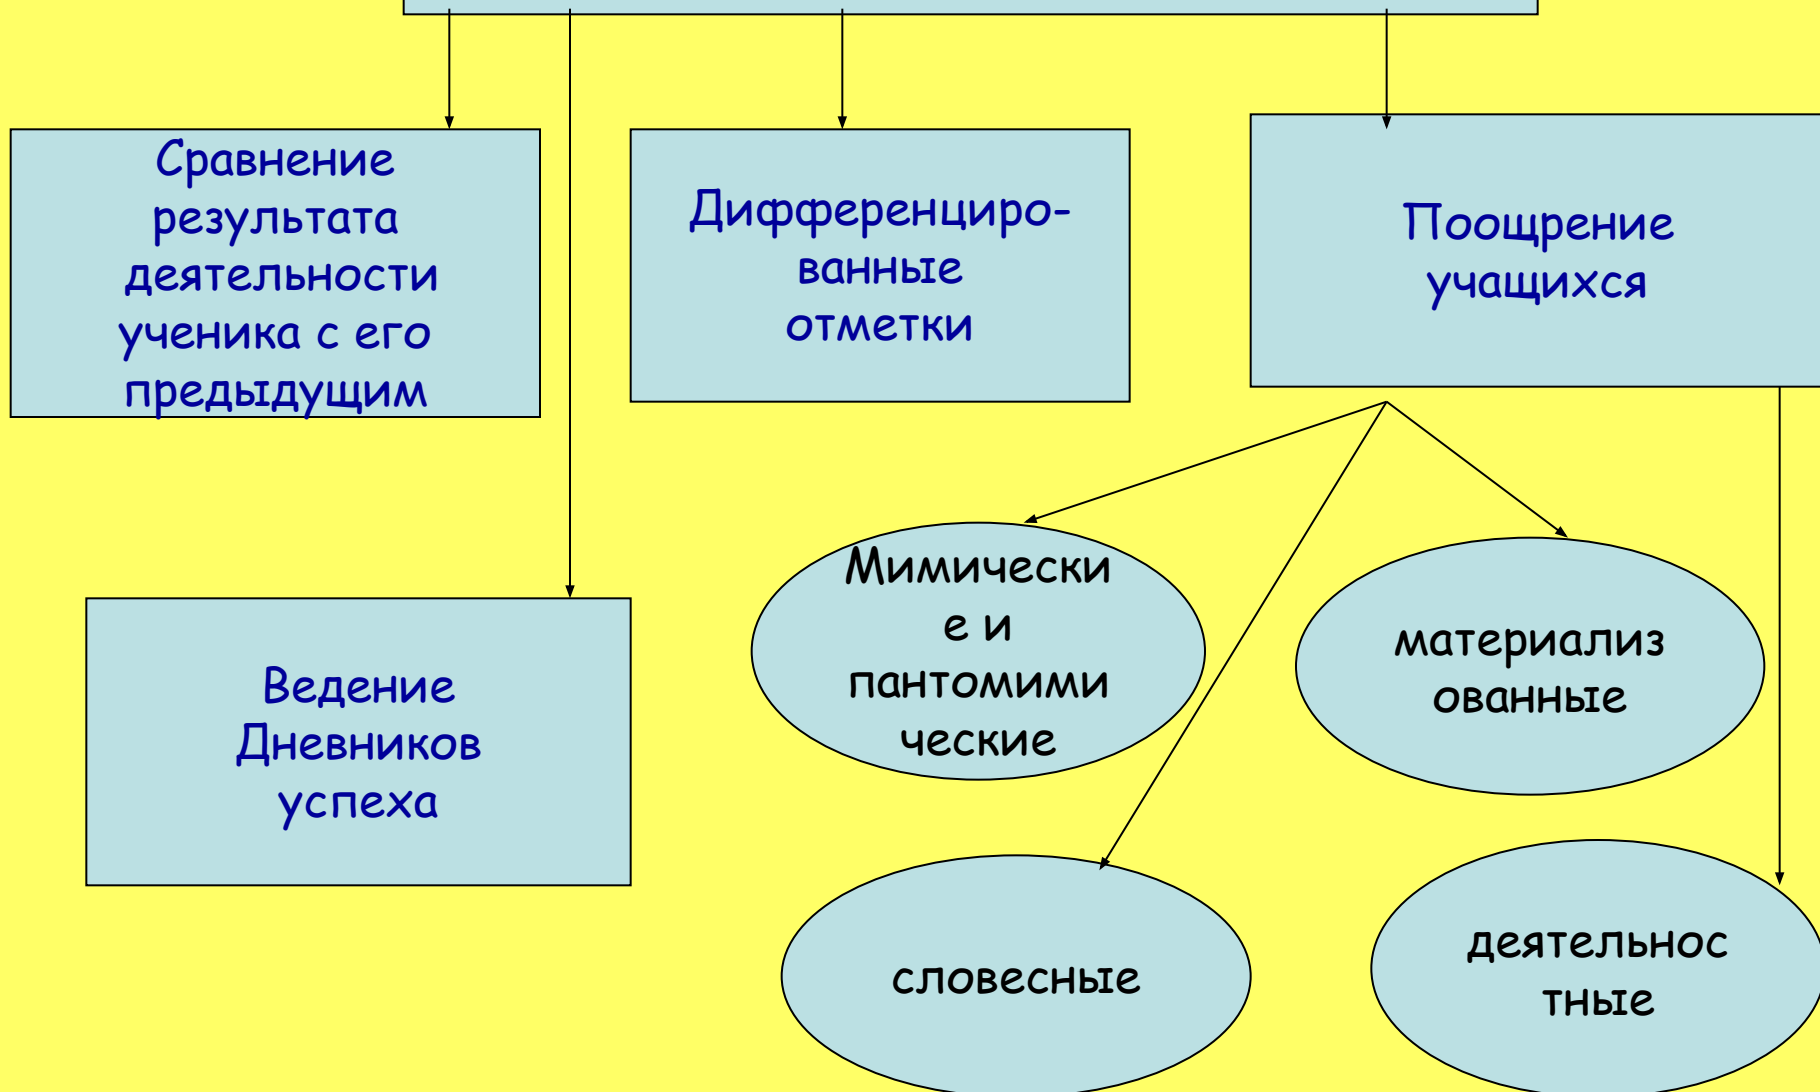 Сравнение
результата
деятельности
ученика с его
предыдущим
Дифференциро-
ванные
отметки
Поощрение
учащихся
Ведение
Дневников
успеха
Мимически
е и
пантомими
ческие
материализ
ованные
словесные
деятельнос
тные